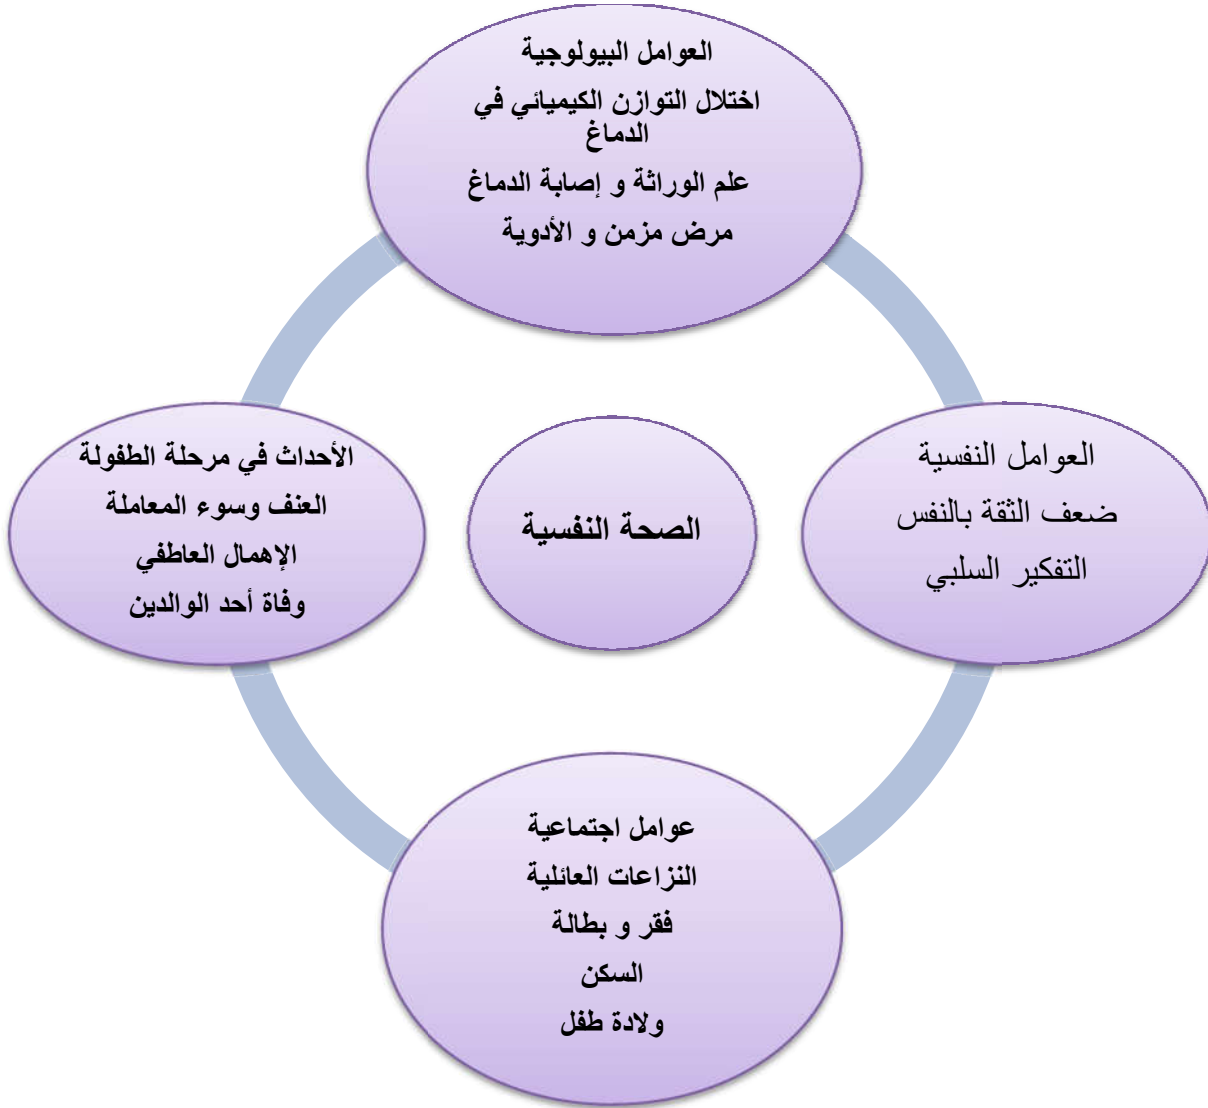 العوامل البيولوجية
اختلال التوازن الكيميائي في
الدماغ
علم الوراثة و إصابة الدماغ
مرض مزمن و الأدوية
العوامل النفسية
ضعف الثقة بالنفس
التفكير السلبي
الصحة النفسية
الأحداث في مرحلة الطفولة
العنف وسوء المعاملة
الإهمال العاطفي
وفاة أحد الوالدين
عوامل اجتماعية
النزاعات العائلية
فقر و بطالة
السكن
ولادة طفل